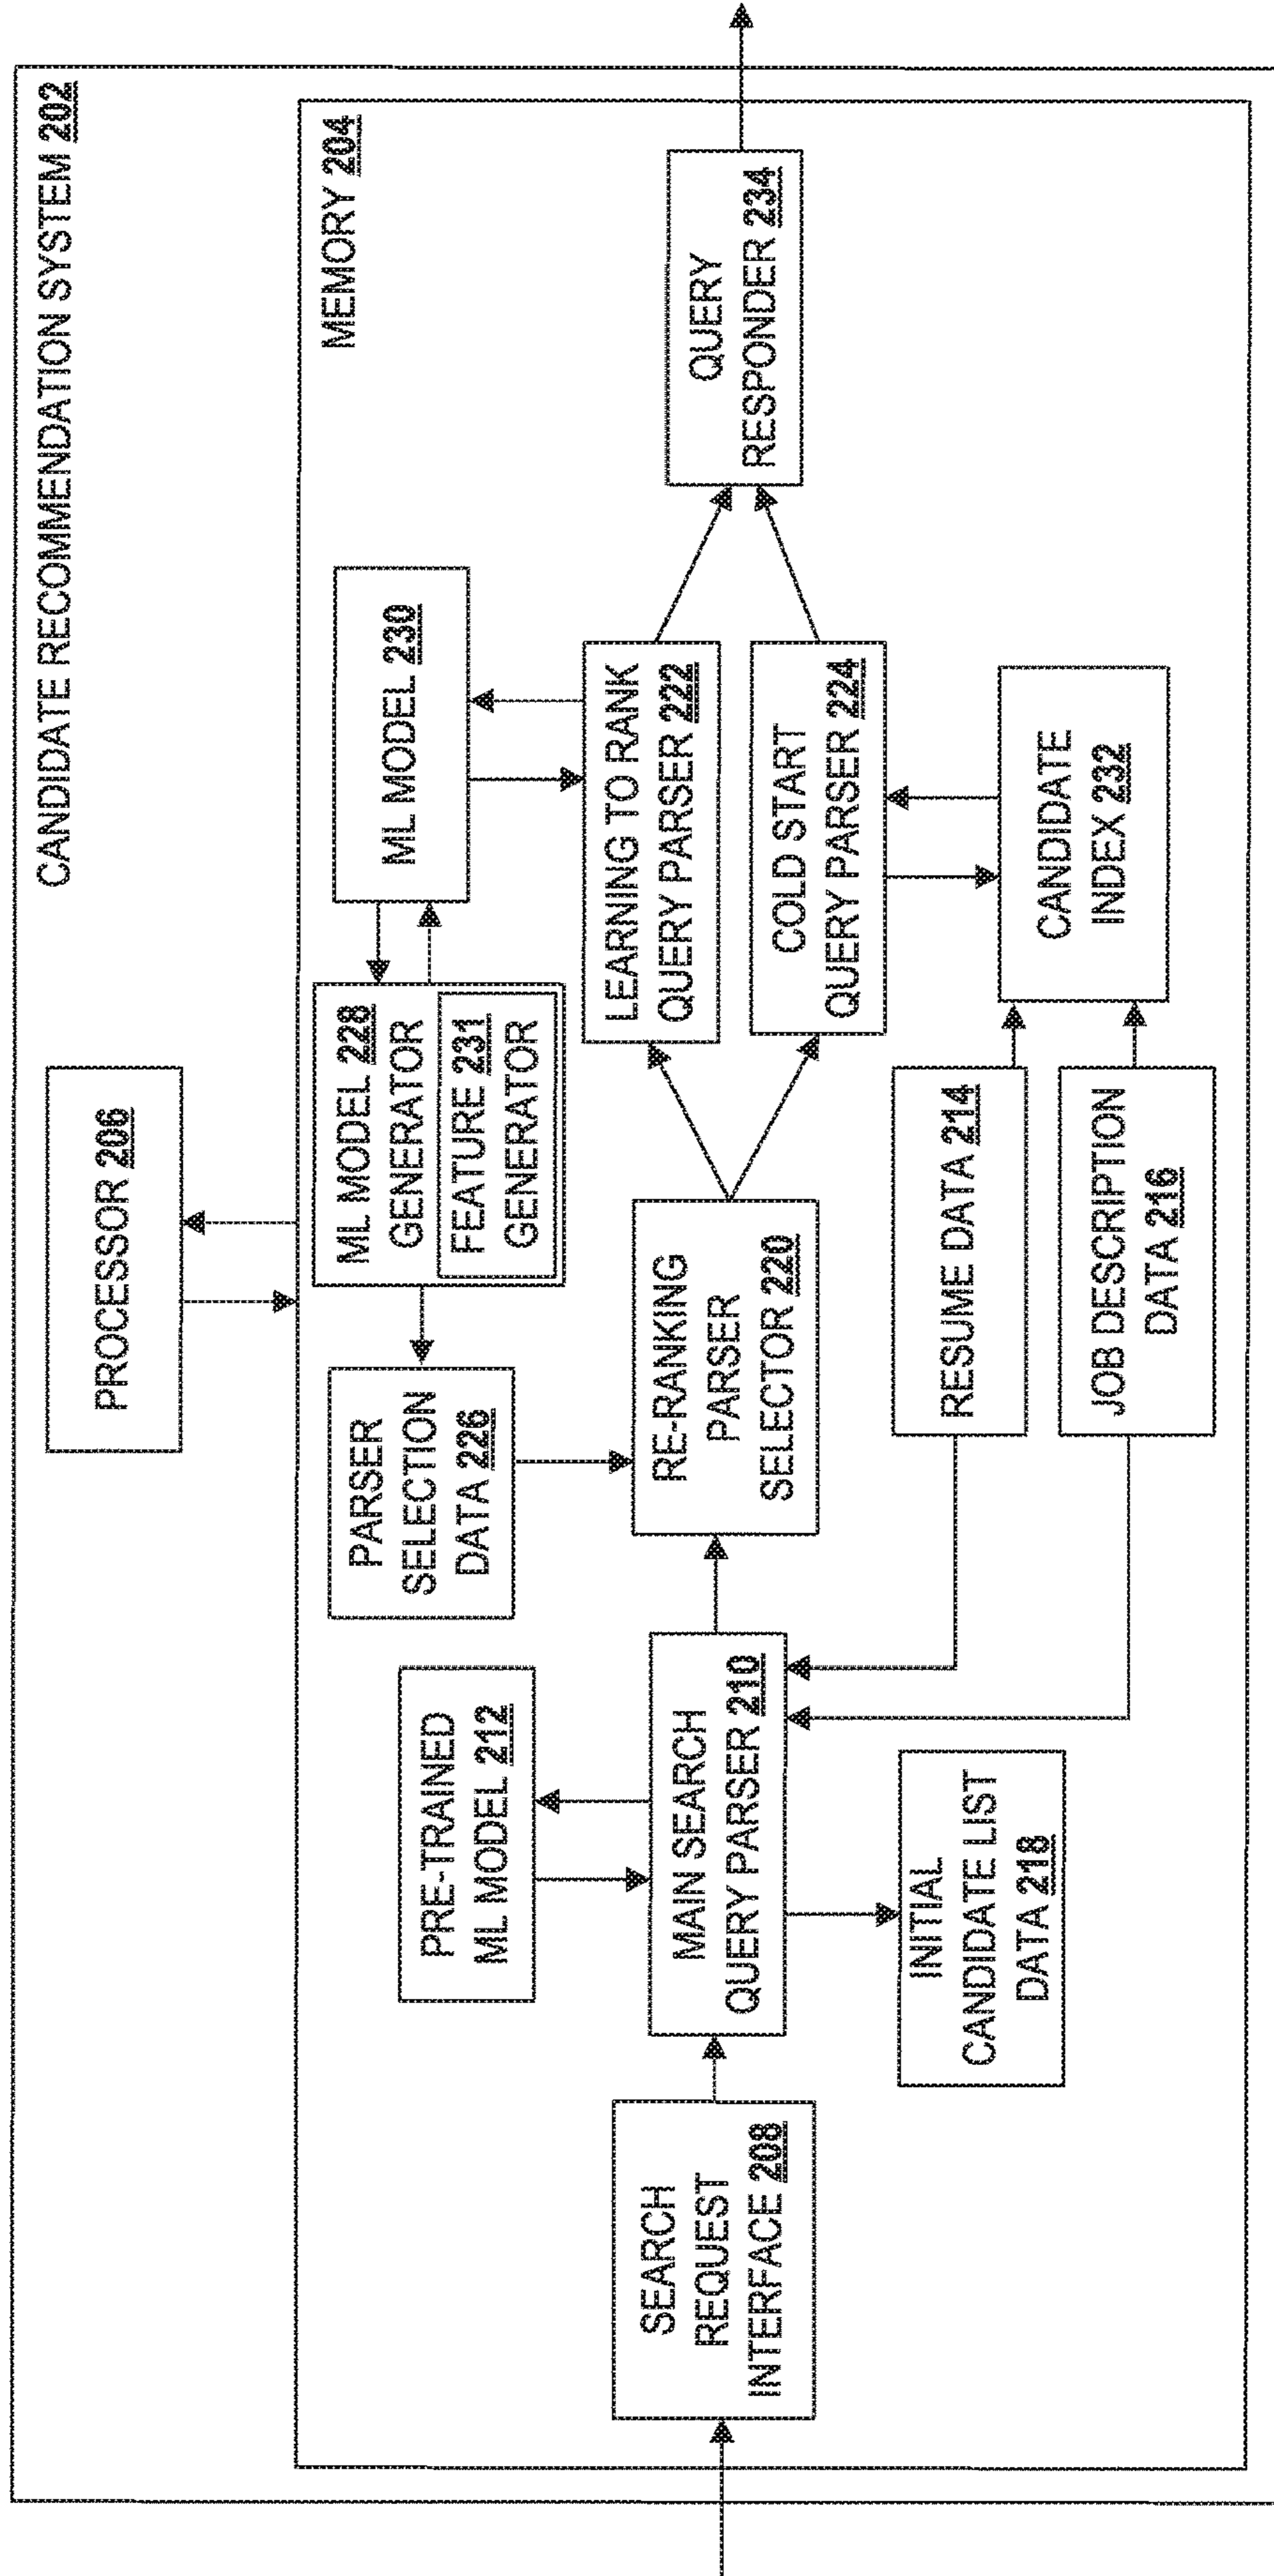 CANDIDATE RECOMMENDATION SYSTEM 202
PROCESSOR 206
MEMORY 204
PRE-TRAINED
ML MODEL 212
PARSER
SELECTION
DATA 226
ML MODEL 228
GENERATOR
FEATURE 231
GENERATOR
ML MODEL 230
SEARCH
REQUEST
INTERFACE 208
MAIN SEARCH
QUERY PARSER 210
RE-RANKING
PARSER
SELECTOR 220
LEARNING TO RANK
QUERY PARSER 222
COLD START
QUERY PARSER 224
QUERY
RESPONDER 234
INITIAL
CANDIDATE LIST
DATA 218
RESUME DATA 214
JOB DESCRIPTION
DATA 216
CANDIDATE
INDEX 232